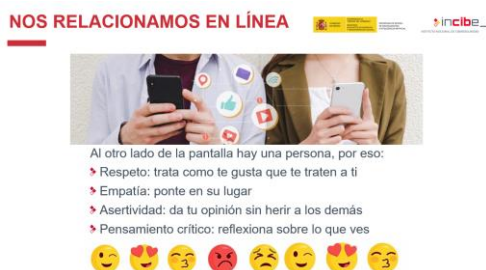 NOS RELACIONAMOS EN LÍNEA
incibe_
Al otro lado de la pantalla hay una persona, por eso:
Respeto: trata como te gusta que te traten a ti
Empatía: ponte en su lugar
Asertividad: da tu opinión sin herir a los demás
Pensamiento crítico: reflexiona sobre lo que ves